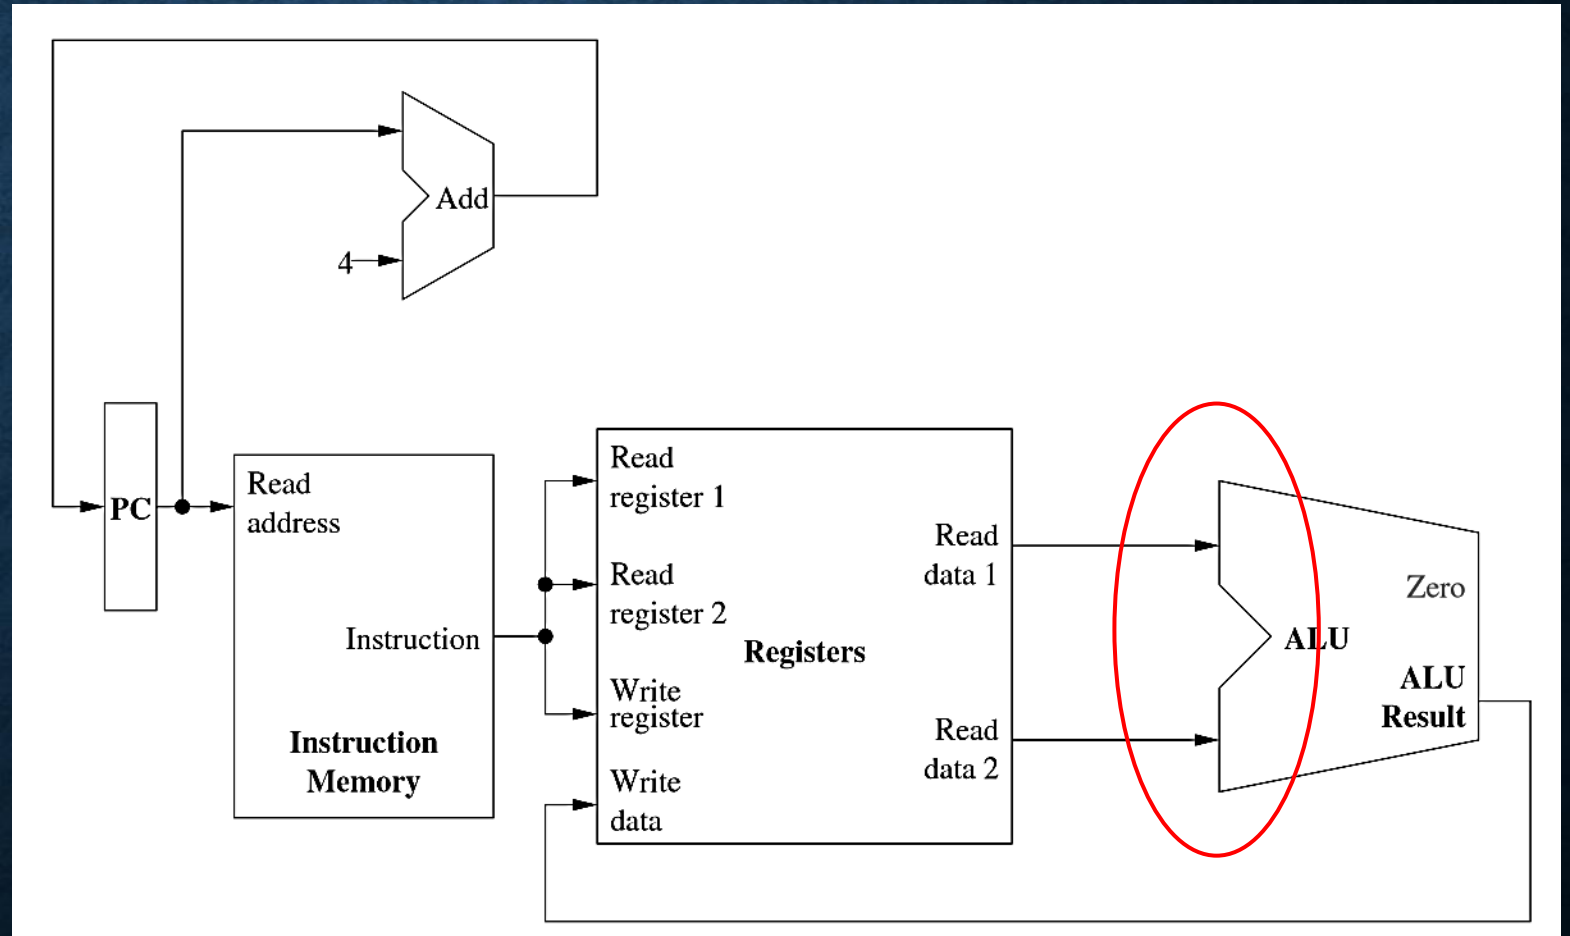 Add
4
PC
Read
address
Instruction
Instruction
Memory
Read
register 1
Read
register 2
Write
register
Write
data
Registers
Read
data 1
Read
data 2
Zero
ALU
ALU
Result